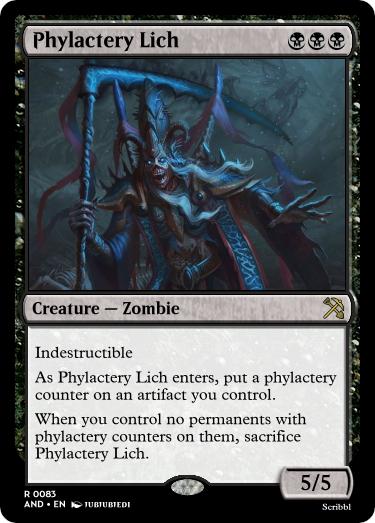 Phylactery Lich
Creature — Zombie
Indestructible
As Phylactery Lich enters, put a phylactery
counter on an artifact you control.
When you control no permanents with
phylactery counters on them, sacrifice
Phylactery Lich.
5/5
R 0083
AND • EN JUBJUBJEDI
Scribbl